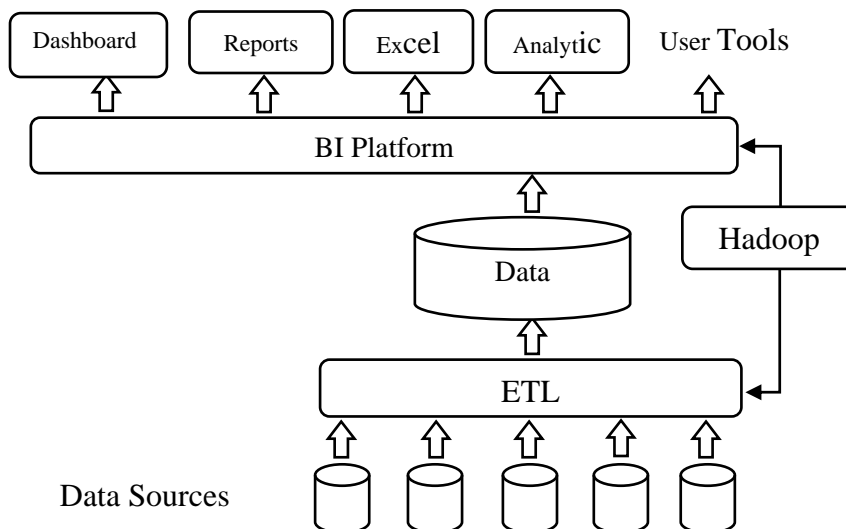 Dashboard
Reports
Excel
Analytic
User Tools
BI Platform
Hadoop
Data
ETL
Data Sources